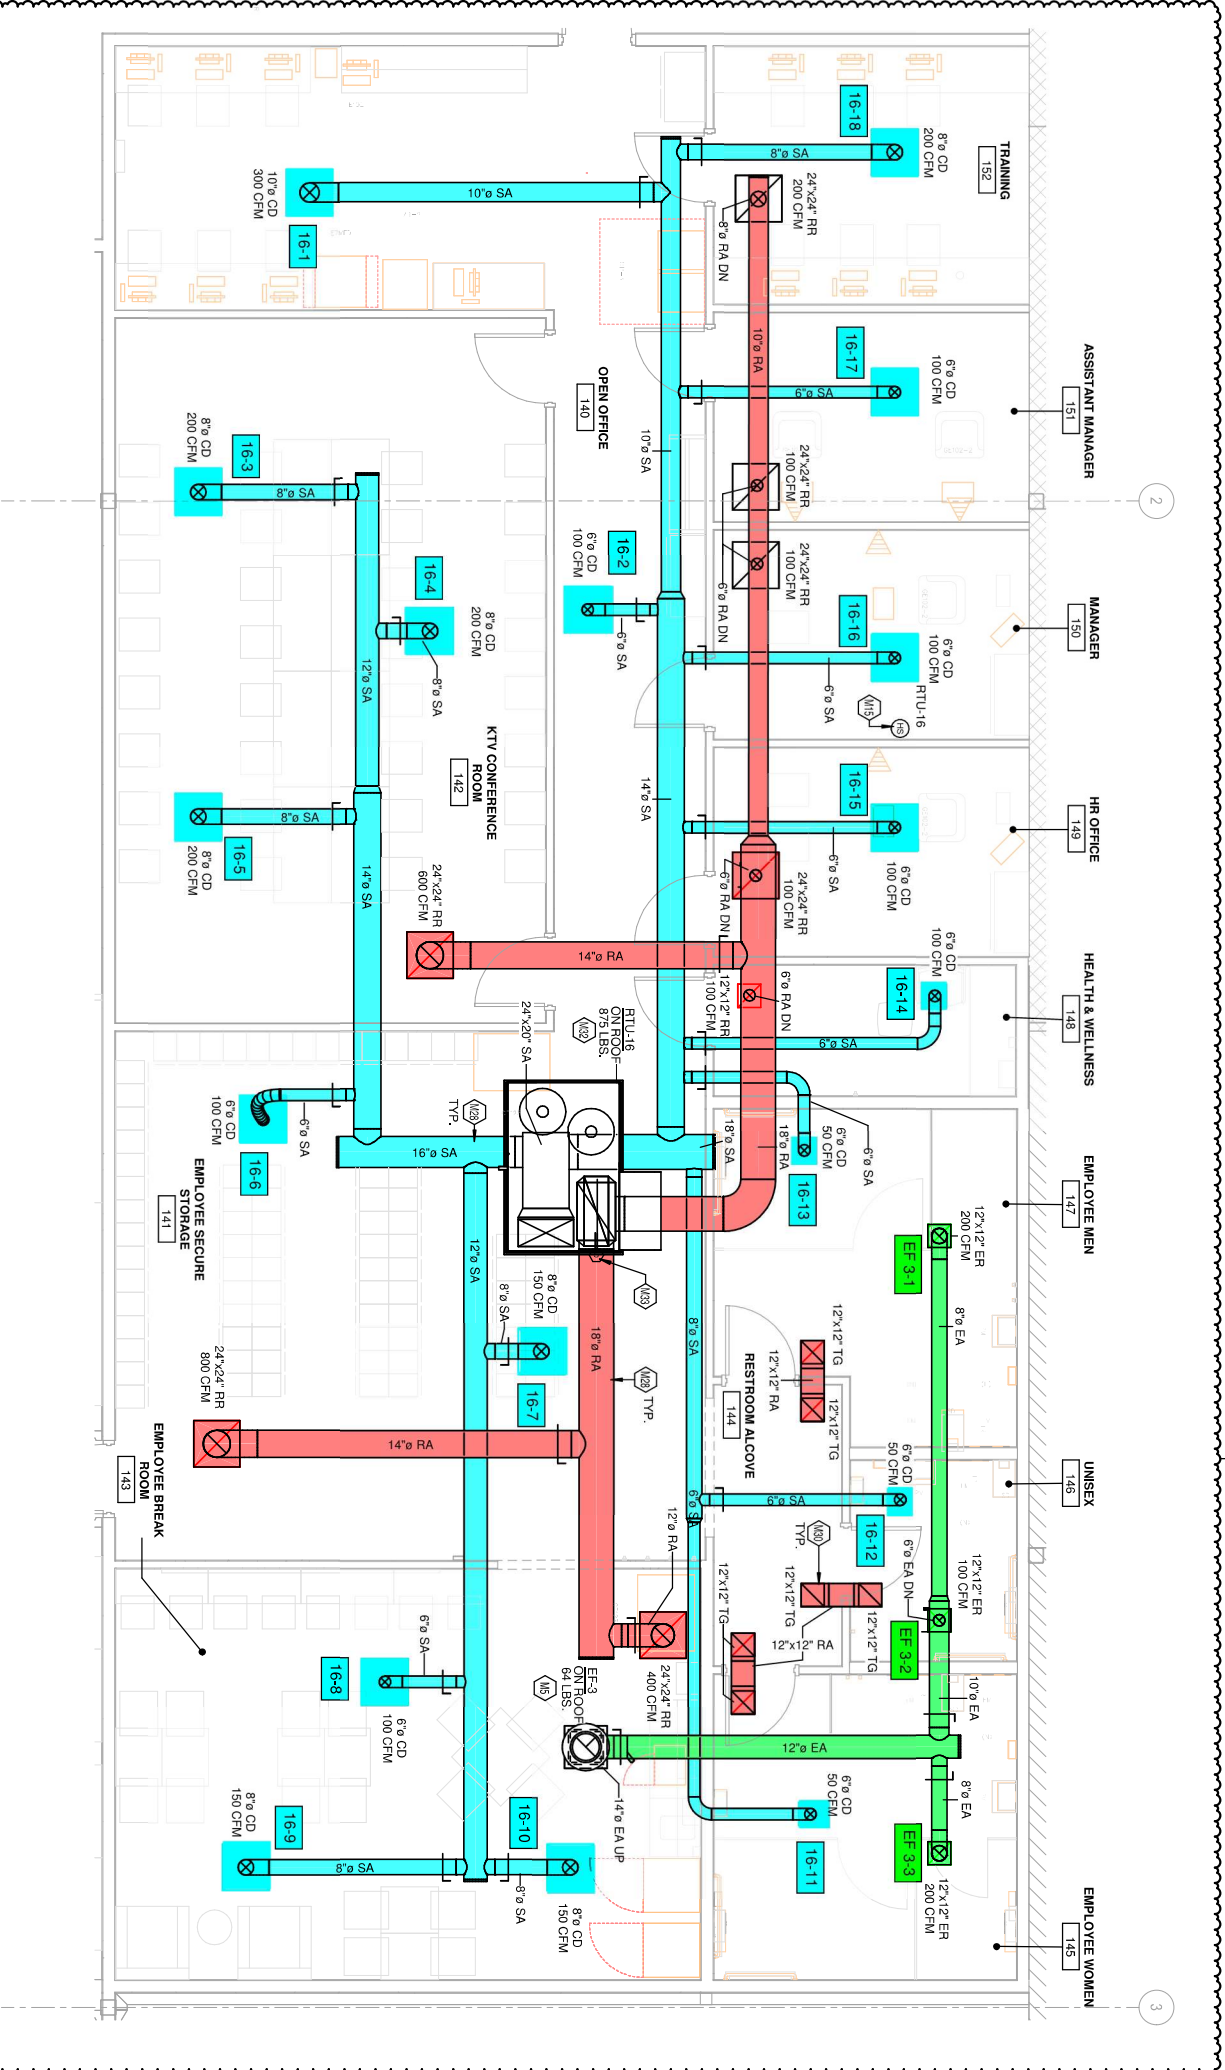 TRAINING
152
16-18
8"ø CD
200 CFM
8"ø SA
24"x24" RR
200 CFM
8"ø RA DN
10"ø SA
10"ø CD
300 CFM
16-1
ASSISTANT MANAGER
151
16-17
6"ø CD
100 CFM
6"ø SA
10"ø RA
OPEN OFFICE
140
10"ø SA
24"x24" RR
100 CFM
24"x24" RR
100 CFM
6"ø RA DN
2
16-3
8"ø CD
200 CFM
8"ø SA
16-4
8"ø CD
200 CFM
8"ø SA
16-2
6"ø CD
100 CFM
6"ø SA
12"ø SA
MANAGER
150
16-16
6"ø CD
100 CFM
6"ø SA
RTU-16
M15
HS
KTV CONFERENCE
ROOM
142
14"ø SA
HR OFFICE
149
16-15
6"ø CD
100 CFM
6"ø SA
24"x24" RR
100 CFM
6"ø RA DN
8"ø SA
16-5
8"ø CD
200 CFM
14"ø SA
24"x24" RR
600 CFM
14"ø RA
12"x12" RR
100 CFM
6"ø RA DN
HEALTH & WELLNESS
148
16-14
6"ø CD
100 CFM
6"ø SA
RTU-16
ON ROOF
875 LBS.
M32
24"x20" SA
6"ø SA
6"ø CD
50 CFM
16-13
18"ø RA
18"ø SA
M28
TYP.
16"ø SA
6"ø SA
6"ø CD
100 CFM
16-6
EMPLOYEE SECURE
STORAGE
141
EMPLOYEE MEN
147
12"x12" ER
200 CFM
EF 3-1
8"ø EA
12"ø SA
8"ø SA
8"ø CD
150 CFM
16-7
M33
M28
TYP.
18"ø RA
8"ø SA
RESTROOM ALCOVE
144
12"x12" TG
12"x12" RA
12"x12" TG
24"x24" RR
800 CFM
14"ø RA
EMPLOYEE BREAK
ROOM
143
UNISEX
146
6"ø CD
50 CFM
6"ø SA
6"ø SA
16-12
M30
TYP.
12"x12" TG
12"x12" TG
12"x12" TG
12"x12" RA
6"ø EA DN
12"x12" ER
100 CFM
EF 3-2
12"ø RA
24"x24" RR
400 CFM
EF-3
ON ROOF
64 LBS.
M5
14"ø EA UP
12"ø EA
10"ø EA
8"ø EA
EF 3-3
12"x12" ER
200 CFM
6"ø CD
50 CFM
16-11
6"ø SA
16-8
6"ø CD
100 CFM
16-9
8"ø CD
150 CFM
8"ø SA
16-10
8"ø SA
8"ø CD
150 CFM
EMPLOYEE WOMEN
145
3